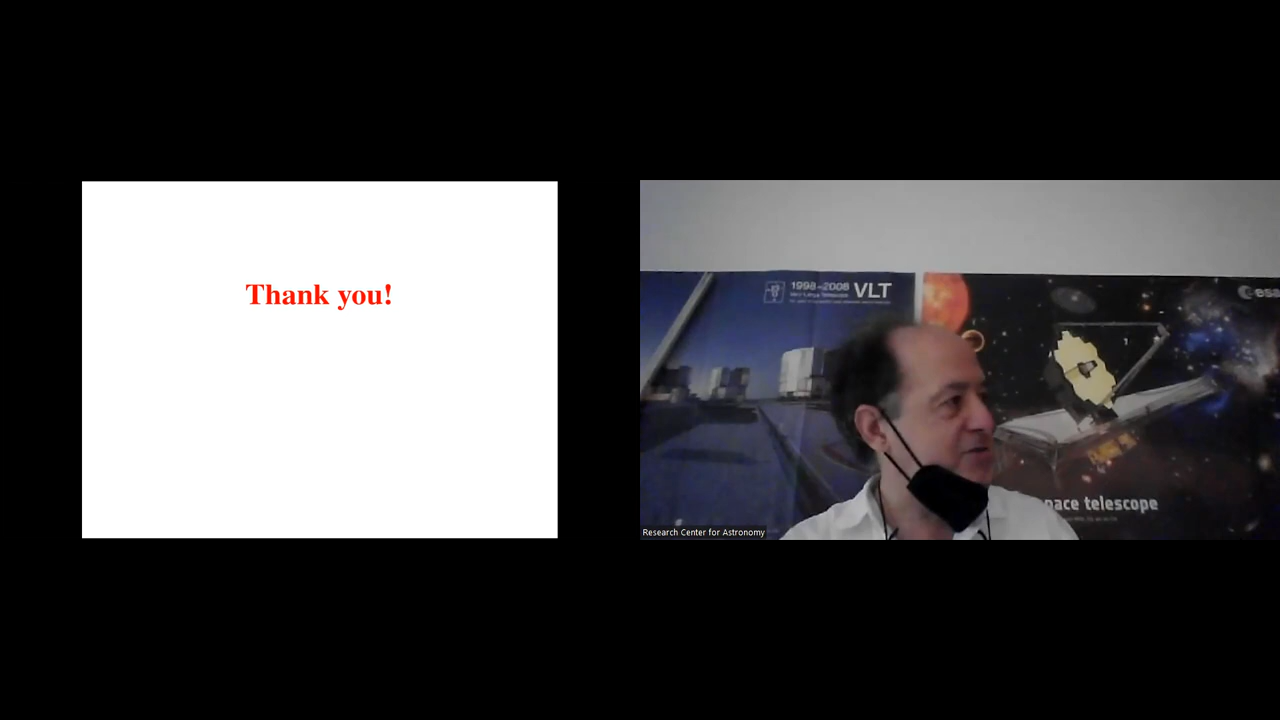 Thank you!
1998–2008 VLT
esa
pace telescope
Research Center for Astronomy